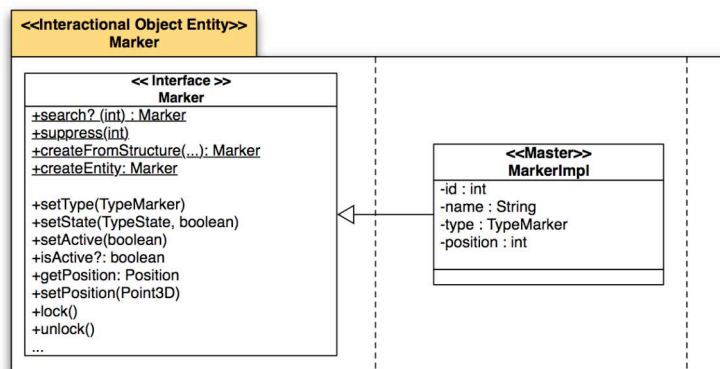 <<Interactional Object Entity>>
Marker
<< Interface >>
Marker
+search? (int) : Marker
+suppress(int)
+createFromStructure(...): Marker
+createEntity: Marker
+setType(TypeMarker)
+setState(TypeState, boolean)
+setActive(boolean)
+isActive?: boolean
+getPosition: Position
+setPosition(Point3D)
+lock()
+unlock()
...
<<Master>>
MarkerImpl
-id : int
-name : String
-type : TypeMarker
-position : int